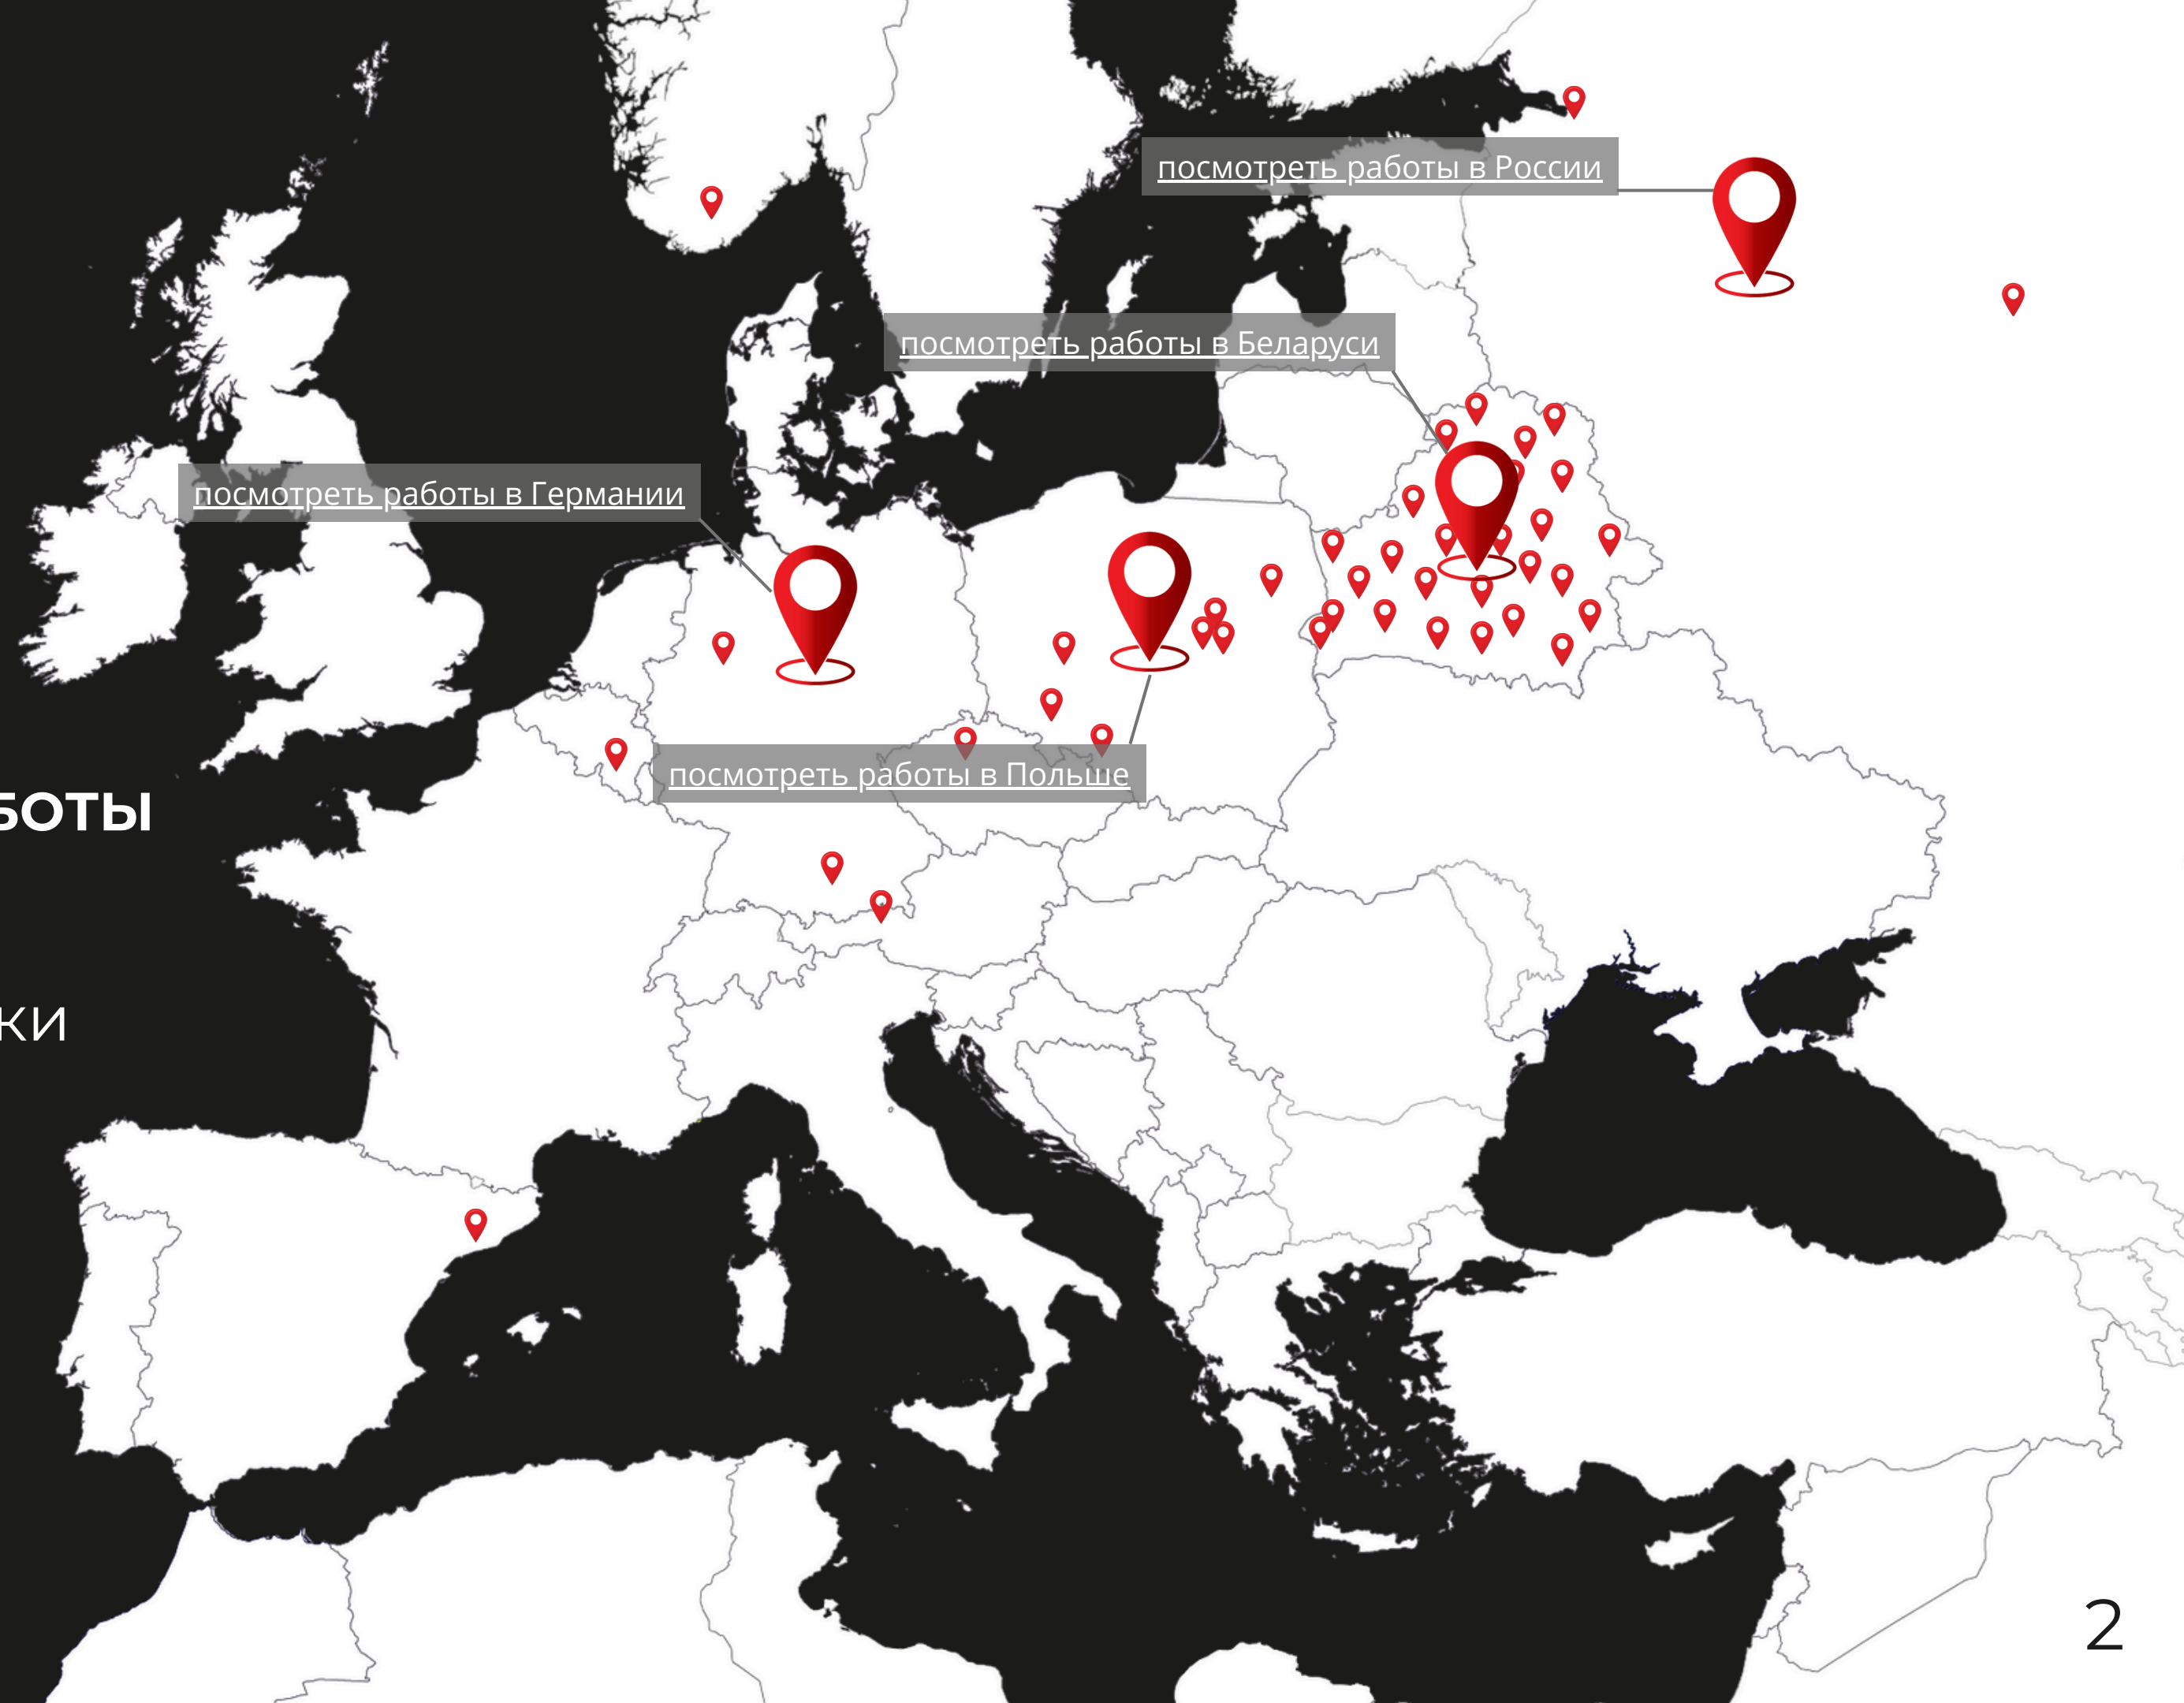 посмотреть работы в России
посмотреть работы в Беларуси
посмотреть работы в Германии
посмотреть работы в Польше
БОТЫ
ки
2